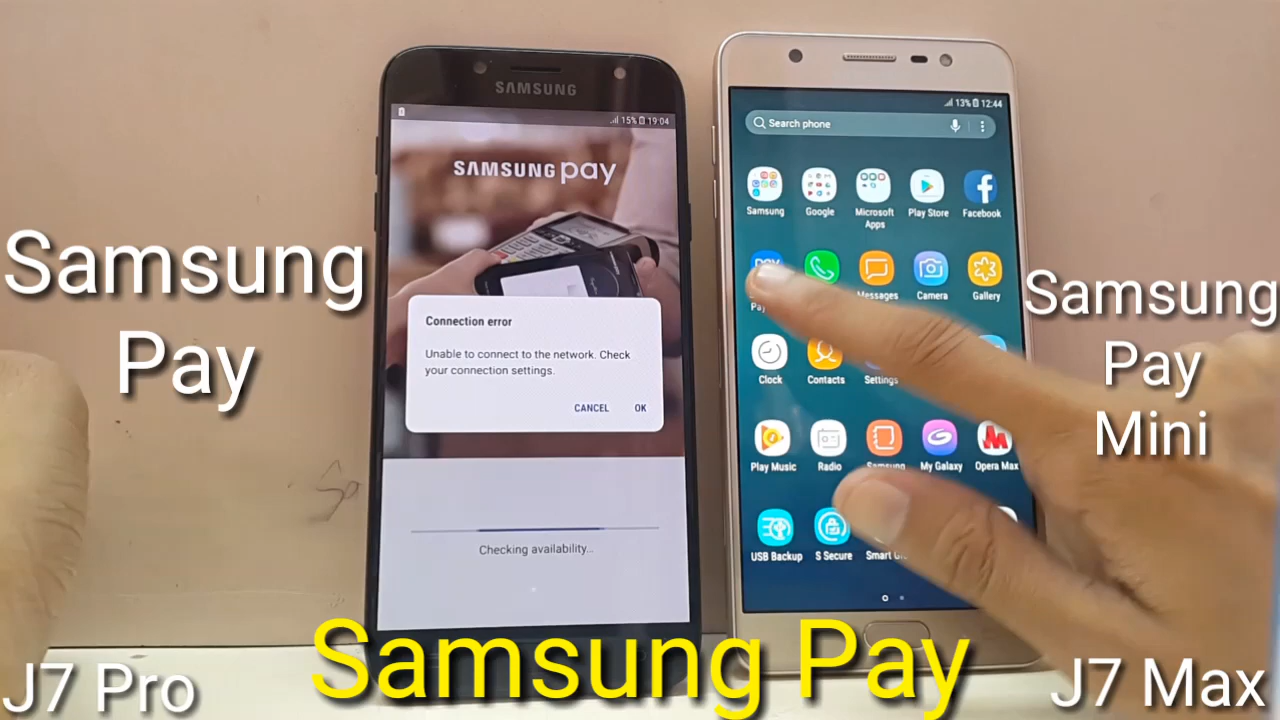 SAMSUNG
15% 19:04
SAMSUNG pay
Connection error
Unable to connect to the network. Check
your connection settings.
CANCEL OK
Checking availability...
13% 12:44
Search phone
Samsung Google Microsoft Apps Play Store Facebook
Pay
Messages Camera Gallery
Clock Contacts Settings
Play Music Radio Samsung My Galaxy Opera Max
USB Backup S Secure Smart
Samsung
Pay
Samsung
Pay
Mini
J7 Pro
Samsung Pay
J7 Max